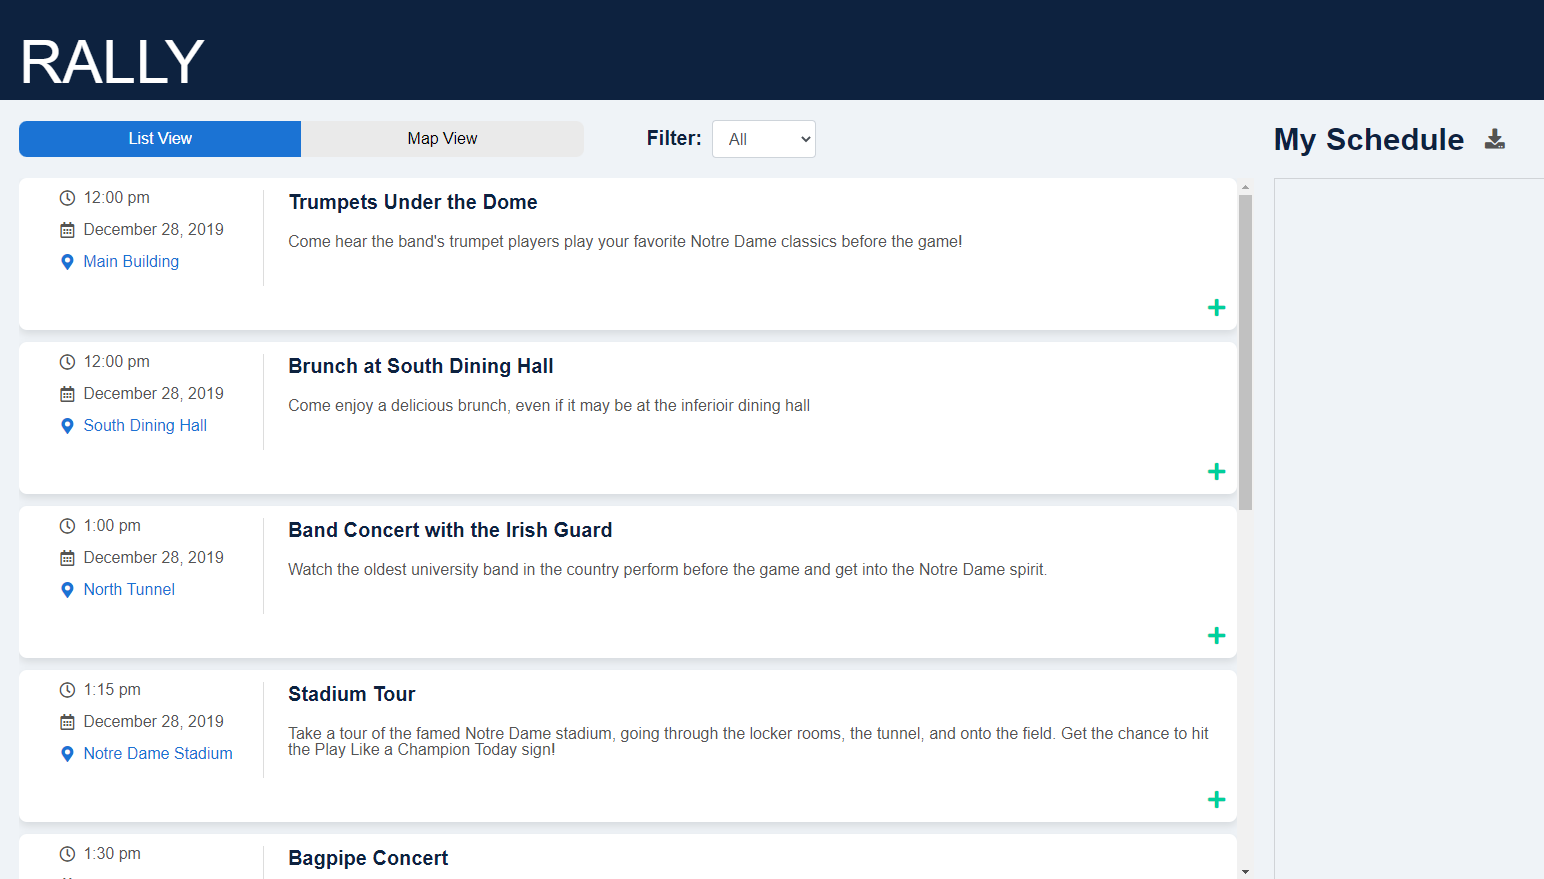 RALLY
List View
Map View
Filter: All
My Schedule
12:00 pm
December 28, 2019
Main Building
Trumpets Under the Dome
Come hear the band's trumpet players play your favorite Notre Dame classics before the game!
12:00 pm
December 28, 2019
South Dining Hall
Brunch at South Dining Hall
Come enjoy a delicious brunch, even if it may be at the inferioir dining hall
1:00 pm
December 28, 2019
North Tunnel
Band Concert with the Irish Guard
Watch the oldest university band in the country perform before the game and get into the Notre Dame spirit.
1:15 pm
December 28, 2019
Notre Dame Stadium
Stadium Tour
Take a tour of the famed Notre Dame stadium, going through the locker rooms, the tunnel, and onto the field. Get the chance to hit
the Play Like a Champion Today sign!
1:30 pm
Bagpipe Concert